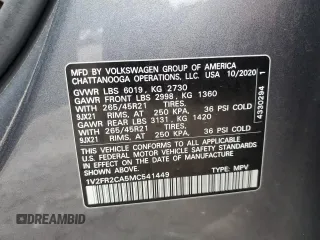 MFD BY VOLKSWAGEN GROUP OF AMERICA
CHATTANOOGA OPERATIONS, LLC. USA 10/2020
GVWR LBS 6019, KG 2730
GAWR FRONT LBS 2998, KG 1360
265/45R21 TIRES.
9JX21 RIMS, AT 250 KPA, 36 PSI COLD
GAWR REAR LBS 3131, KG 1420
265/45R21 TIRES.
9JX21 RIMS, AT 250 KPA, 36 PSI COLD
THIS VEHICLE CONFORMS TO ALL APPLICABLE
FEDERAL MOTOR VEHICLE SAFETY AND THEFT
PREVENTION STANDARDS IN EFFECT
ON THE DATE OF MANUFACTURE
SHOWN ABOVE.
1V2FR2CA5MC541449 TYPE: MPV
4330294 1
DREAMBID